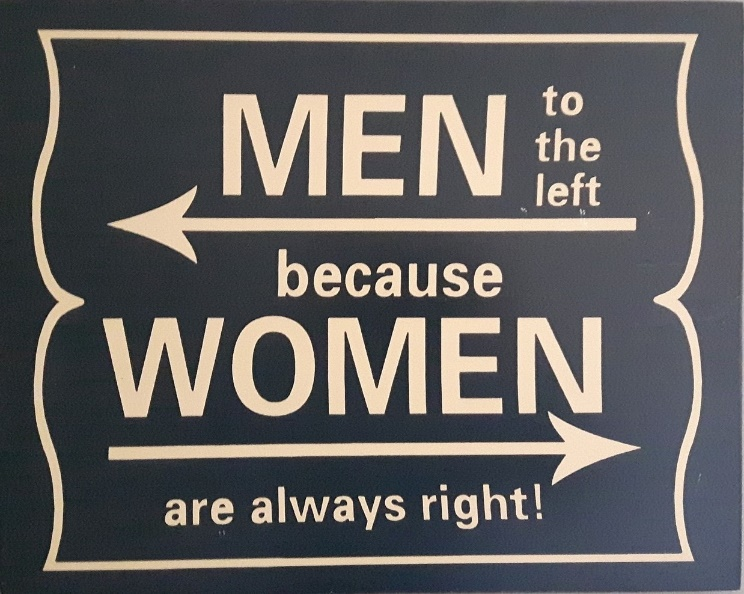 MEN to
the
left
because
WOMEN
are always right!